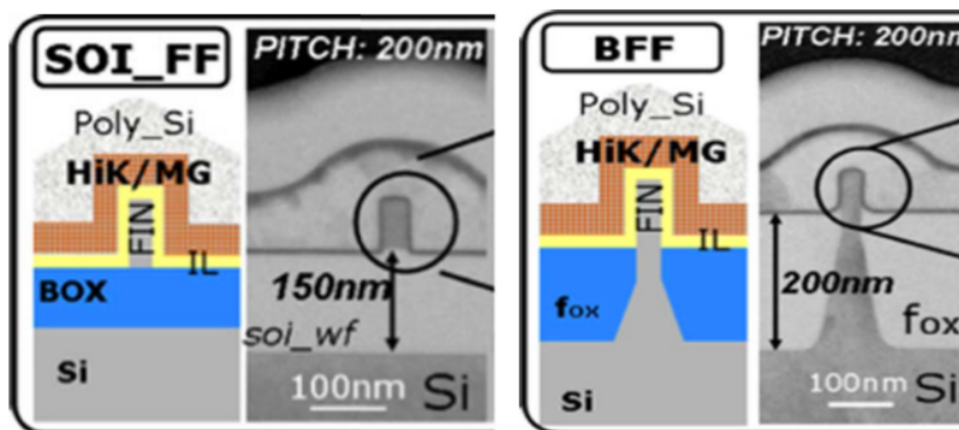 SOI_FF
Poly_Si
HiK/MG
FIN
IL
BOX
Si
PITCH: 200nm
150nm
soi_wf
100nm
Si
BFF
Poly_Si
HiK/MG
FIN
IL
fox
Si
PITCH: 200nm
200nm
fox
100nm
Si